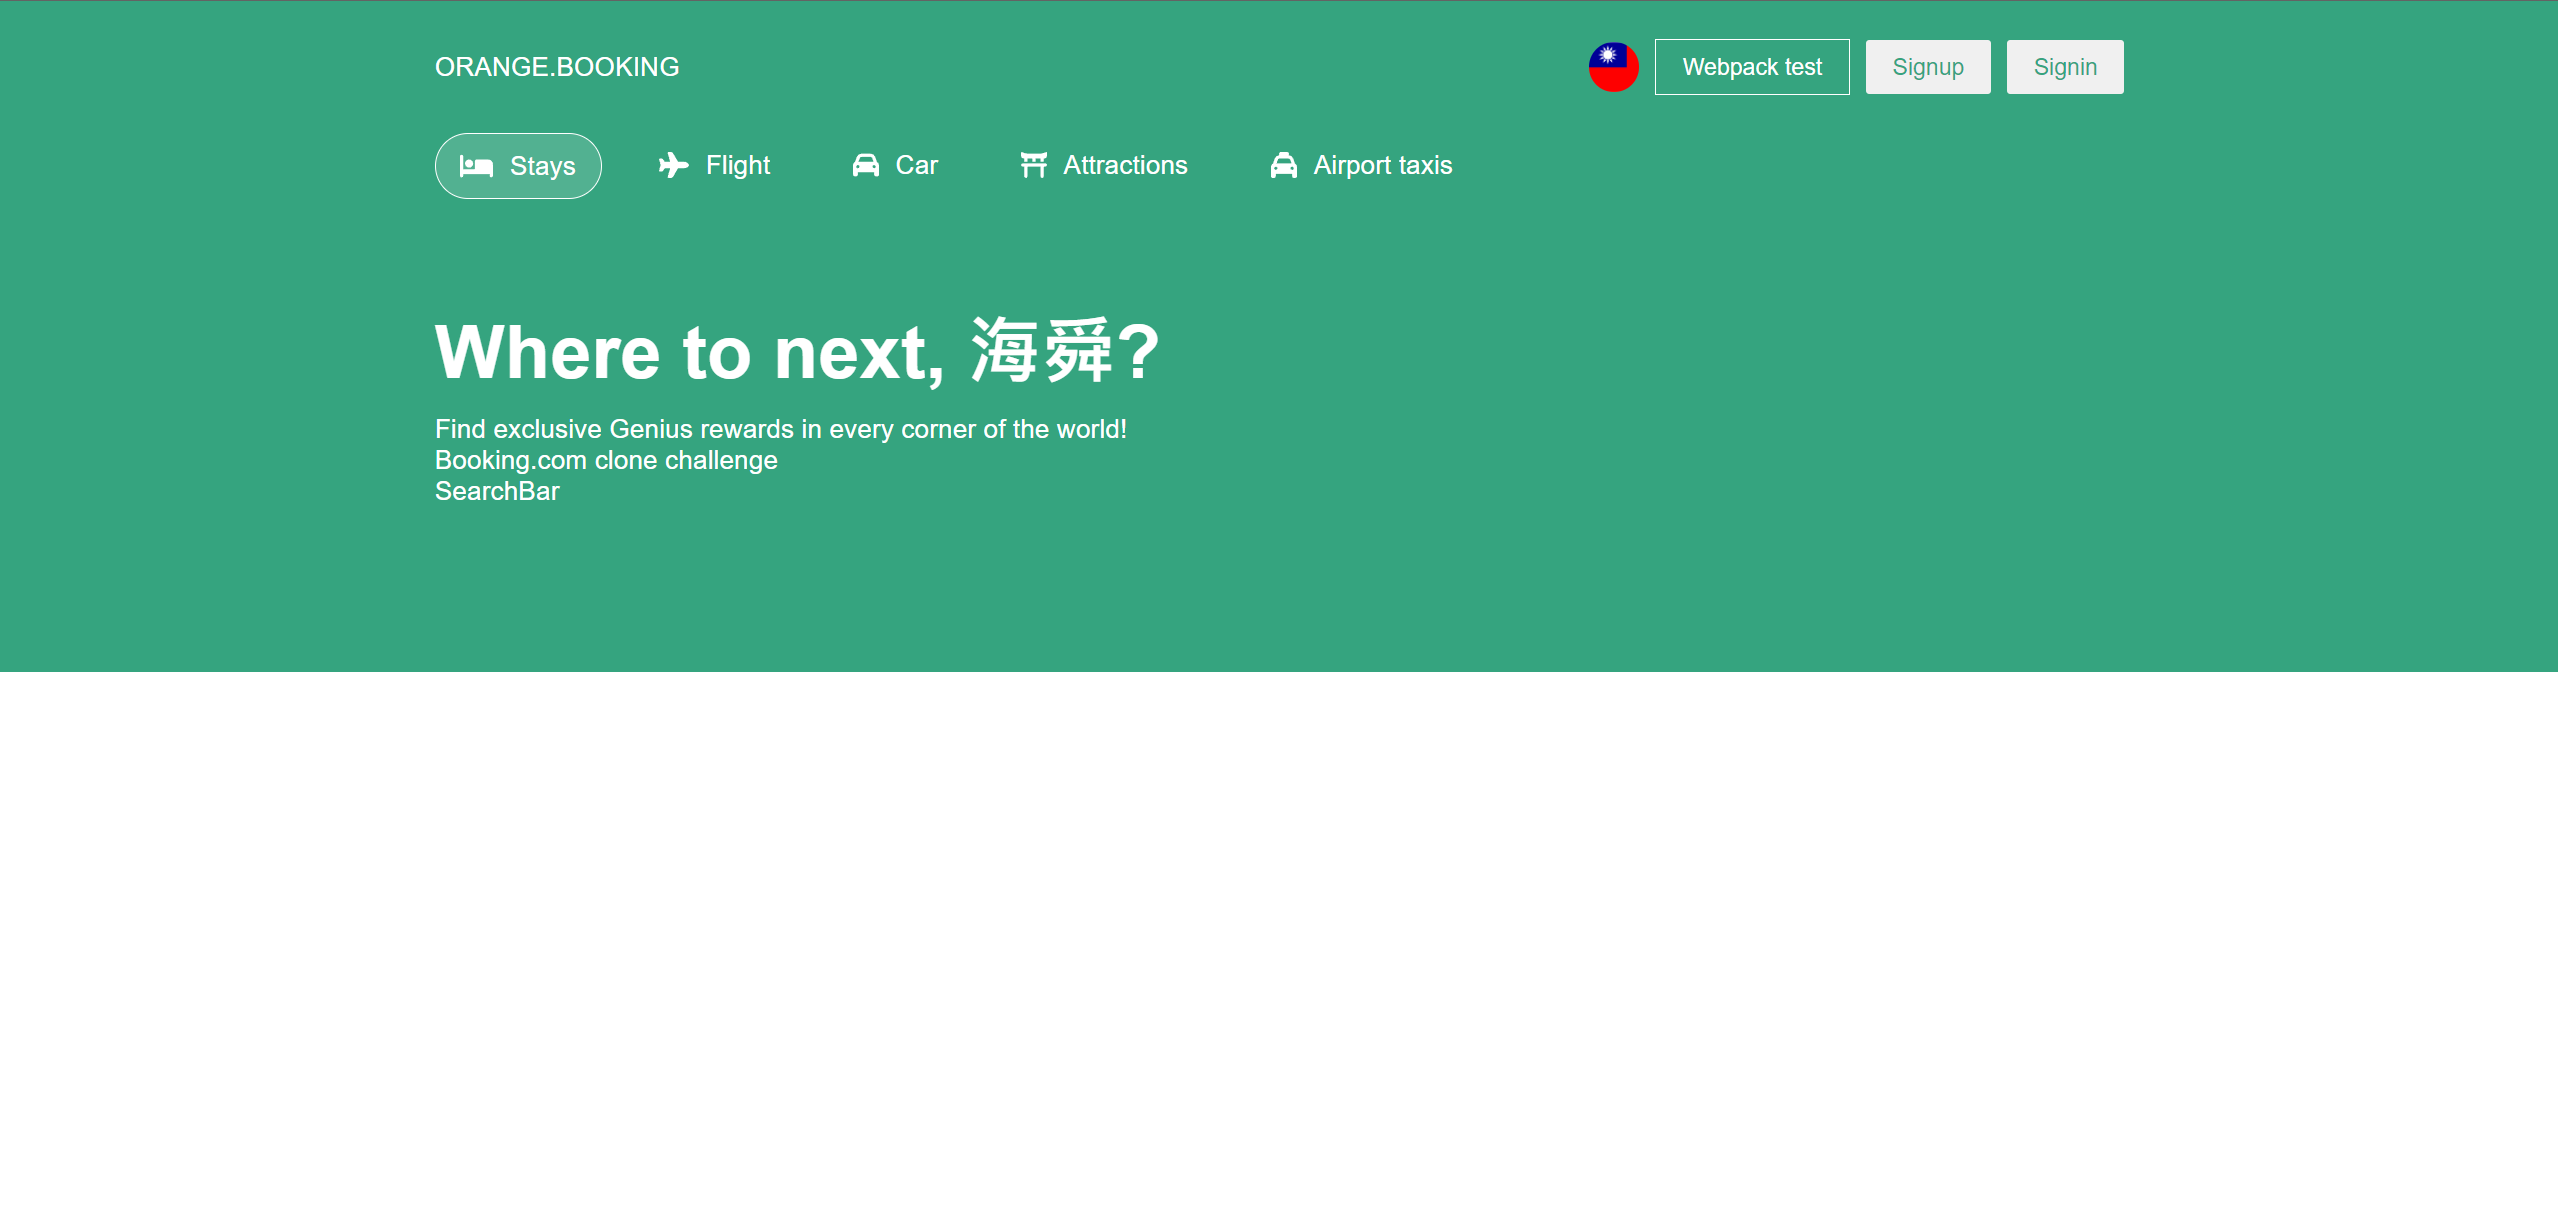 ORANGE.BOOKING
Webpack test
Signup
Signin
Stays
Flight
Car
Attractions
Airport taxis
Where to next, 海舜?
Find exclusive Genius rewards in every corner of the world!
Booking.com clone challenge
SearchBar